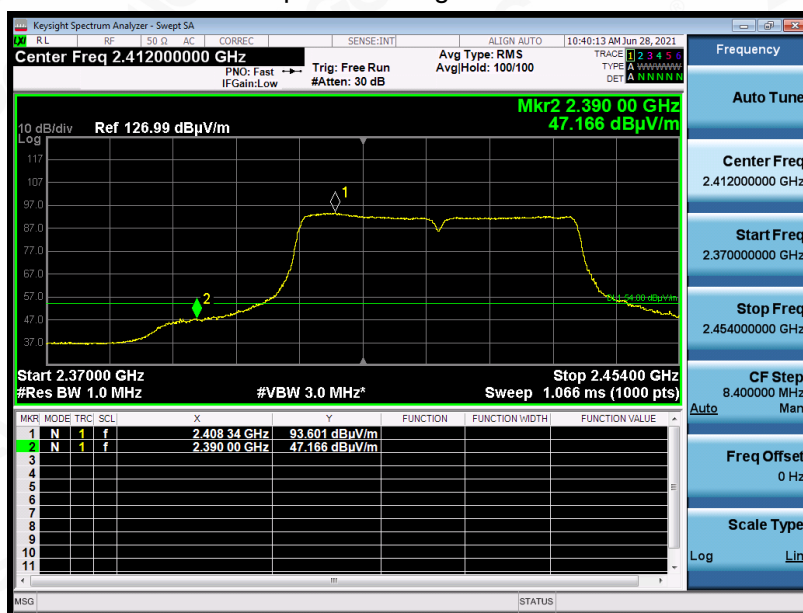 Keysight Spectrum Analyzer - Swept SA
LXI RL RF 50 Ω AC CORREC SENSE:INT ALIGN AUTO 10:40:13 AM Jun 28, 2021
Center Freq 2.412000000 GHz
PNO: Fast
IFGain:Low
Trig: Free Run
#Atten: 30 dB
Avg Type: RMS
Avg|Hold: 100/100
TRACE 1 2 3 4 5 6
TYPE A WWWWW
DET A N N N N N
Mkr2 2.390 00 GHz
47.166 dBµV/m
10 dB/div Ref 126.99 dBµV/m
Log
117
107
97.0
87.0
77.0
67.0
57.0
47.0
37.0
1
2
DL1 54.00 dBµV/m
Start 2.37000 GHz Stop 2.45400 GHz
#Res BW 1.0 MHz #VBW 3.0 MHz* Sweep 1.066 ms (1000 pts)
MKR MODE TRC SCL X Y FUNCTION FUNCTION WIDTH FUNCTION VALUE
1 N 1 f 2.408 34 GHz 93.601 dBµV/m
2 N 1 f 2.390 00 GHz 47.166 dBµV/m
3
4
5
6
7
8
9
10
11
MSG STATUS
Frequency
Auto Tune
Center Freq
2.412000000 GHz
Start Freq
2.370000000 GHz
Stop Freq
2.454000000 GHz
CF Step
8.400000 MHz
Auto Man
Freq Offset
0 Hz
Scale Type
Log Lin